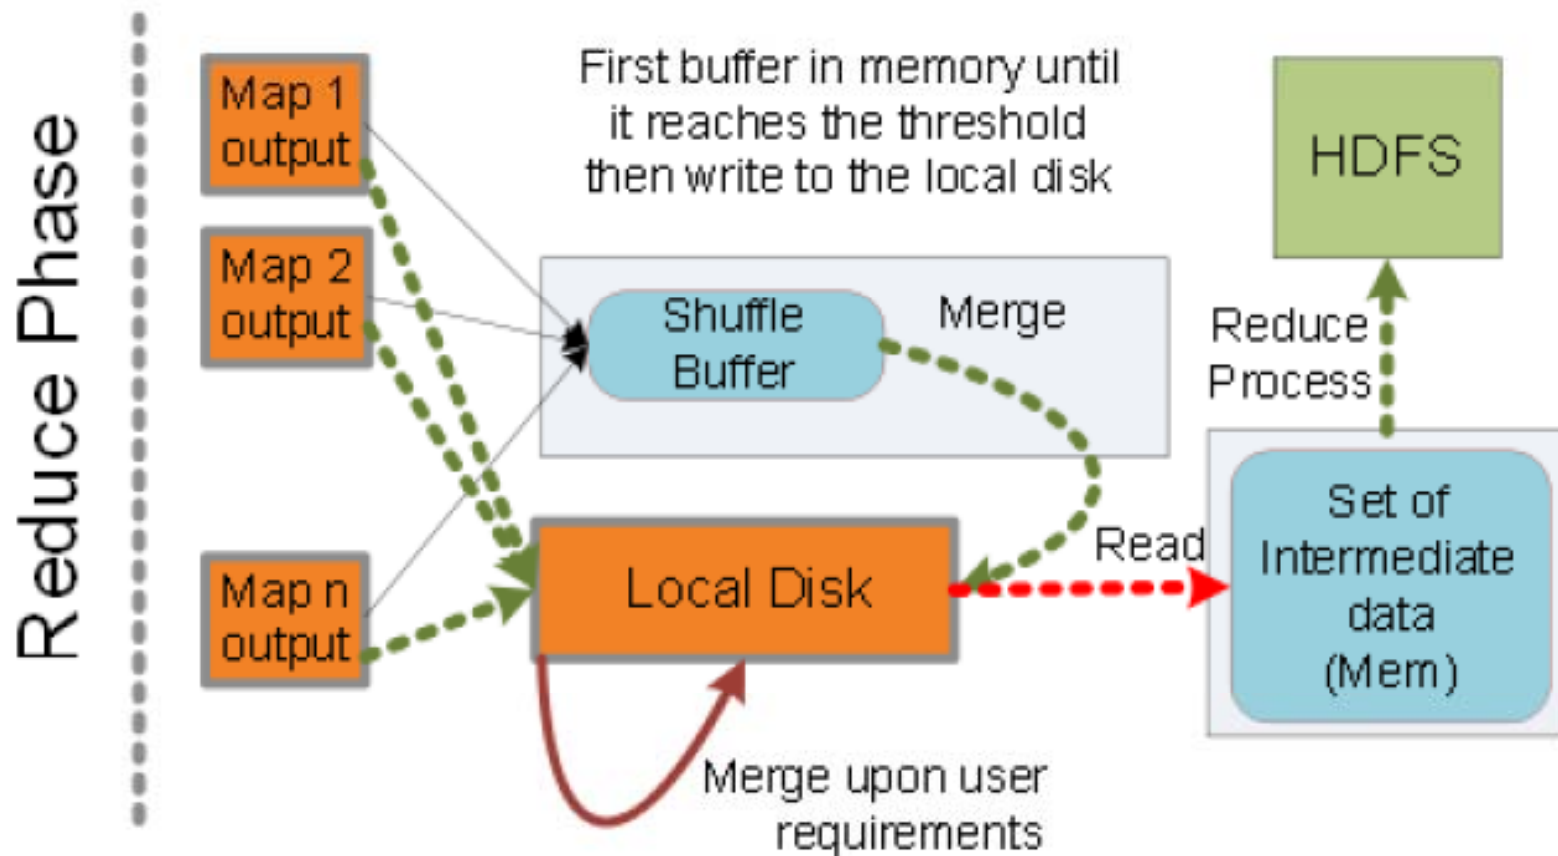 Reduce Phase
Map 1
output
Map 2
output
Map n
output
First buffer in memory until
it reaches the threshold
then write to the local disk
Shuffle
Buffer
Merge
Local Disk
Merge upon user
requirements
Read
HDFS
Reduce
Process
Set of
Intermediate
data
(Mem)